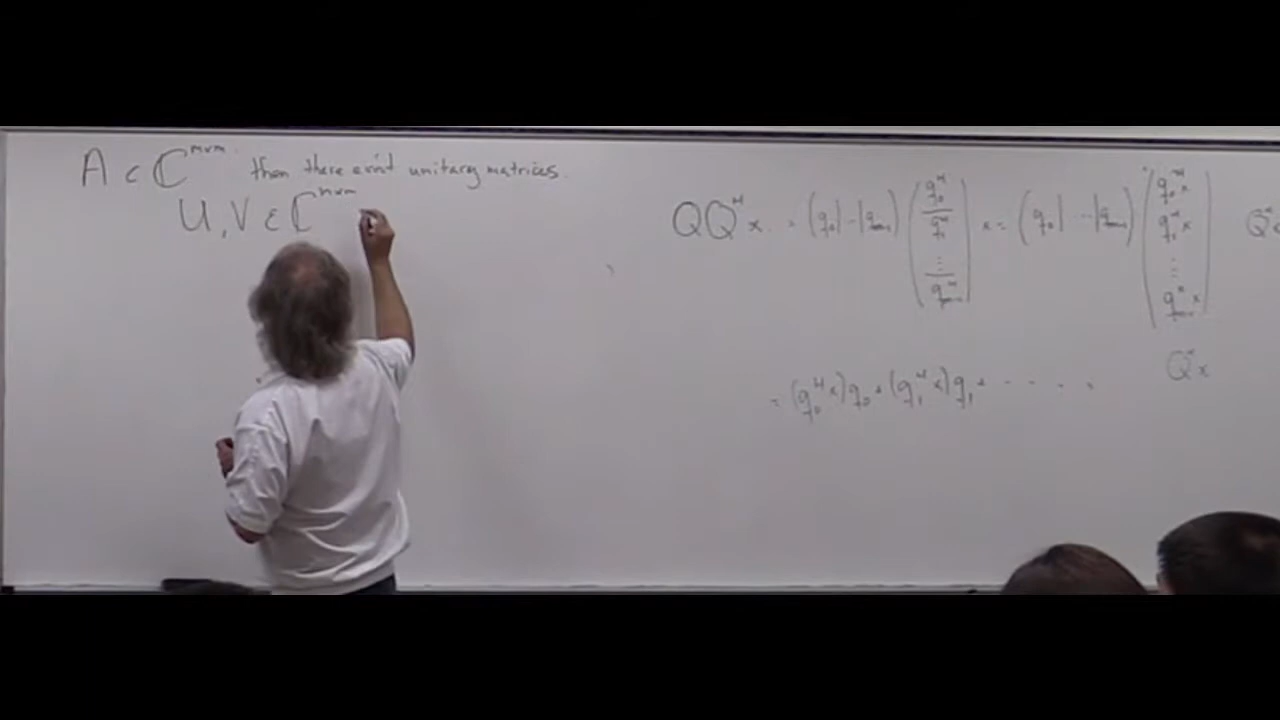 A ∈ ℂ^{m×m} then there exist unitary matrices
U, V ∈ ℂ^{m×m}
QQ^H x = (q_0 | ⋯ | q_{m-1}) (q_0^H / q_1^H / ⋮ / q_{m-1}^H) x = (q_0 | ⋯ | q_{m-1}) (q_0^H x / q_1^H x / ⋮ / q_{m-1}^H x)
Q^H x
= (q_0^H x) q_0 + (q_1^H x) q_1 + ⋯